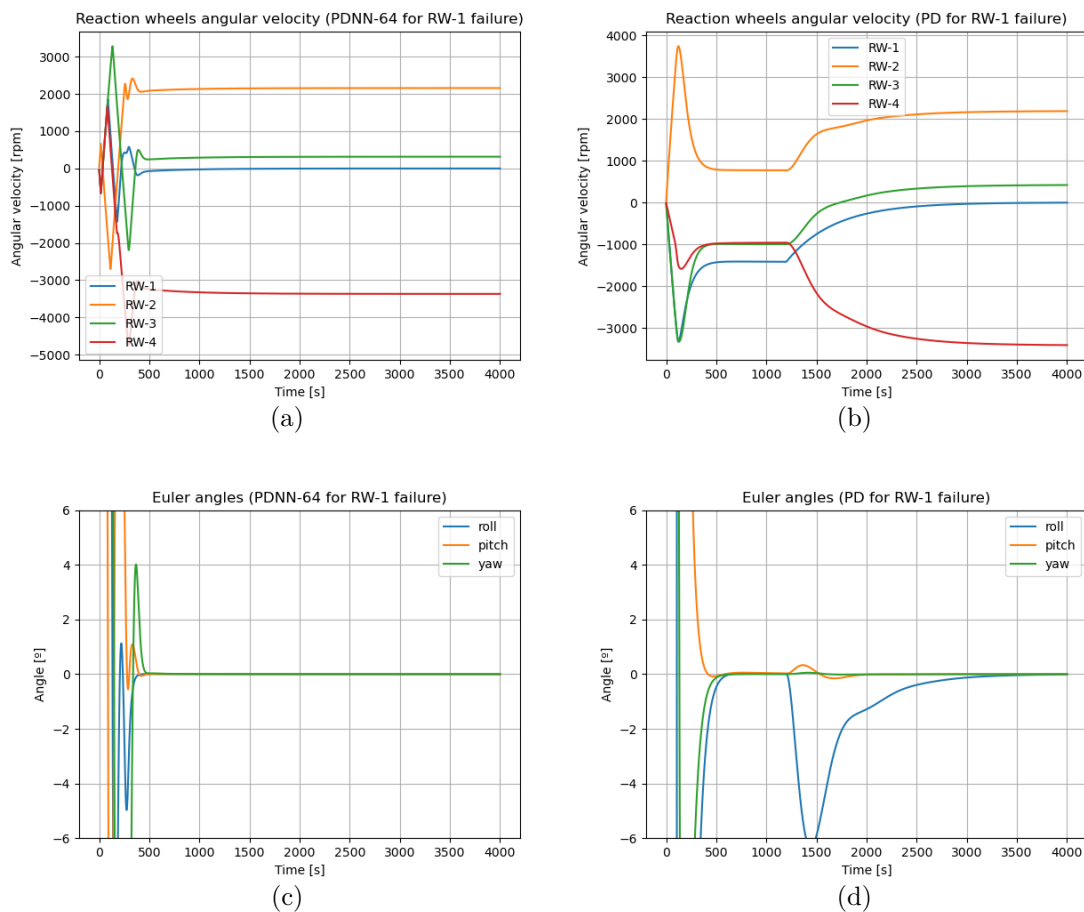 Reaction wheels angular velocity (PDNN-64 for RW-1 failure)
3000
2000
1000
0
−1000
−2000
−3000
−4000
−5000
Angular velocity [rpm]
RW-1
RW-2
RW-3
RW-4
0 500 1000 1500 2000 2500 3000 3500 4000
Time [s]
(a)
Reaction wheels angular velocity (PD for RW-1 failure)
4000
3000
2000
1000
0
−1000
−2000
−3000
Angular velocity [rpm]
RW-1
RW-2
RW-3
RW-4
0 500 1000 1500 2000 2500 3000 3500 4000
Time [s]
(b)
Euler angles (PDNN-64 for RW-1 failure)
6
4
2
0
−2
−4
−6
Angle [º]
roll
pitch
yaw
0 500 1000 1500 2000 2500 3000 3500 4000
Time [s]
(c)
Euler angles (PD for RW-1 failure)
6
4
2
0
−2
−4
−6
Angle [º]
roll
pitch
yaw
0 500 1000 1500 2000 2500 3000 3500 4000
Time [s]
(d)